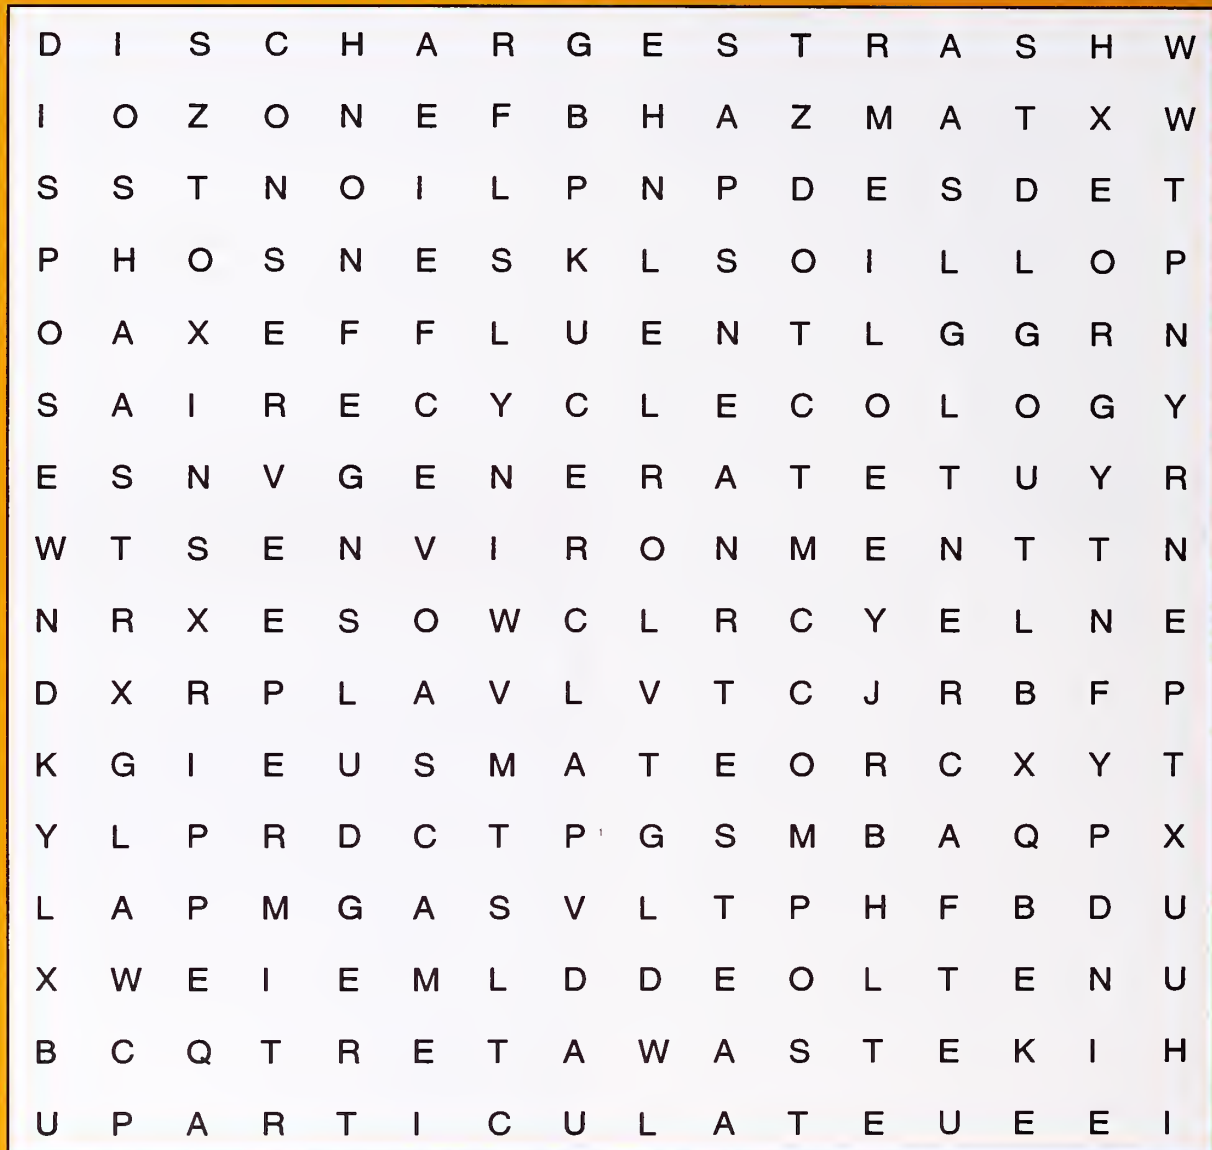 D I S C H A R G E S T R A S H W
I O Z O N E F B H A Z M A T X W
S S T N O I L P N P D E S D E T
P H O S N E S K L S O I L L O P
O A X E F F L U E N T L G G R N
S A I R E C Y C L E C O L O G Y
E S N V G E N E R A T E T U Y R
W T S E N V I R O N M E N T T N
N R X E S O W C L R C Y E L N E
D X R P L A V L V T C J R B F P
K G I E U S M A T E O R C X Y T
Y L P R D C T P G S M B A Q P X
L A P M G A S V L T P H F B D U
X W E I E M L D D E O L T E N U
B C Q T R E T A W A S T E K I H
U P A R T I C U L A T E U E E I